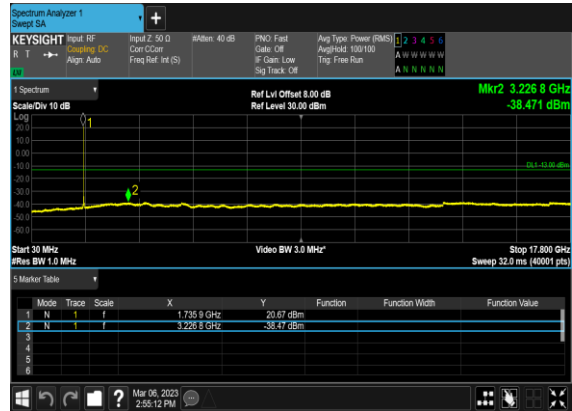 Spectrum Analyzer 1
Swept SA
+
KEYSIGHT Input: RF Input Z: 50 Ω #Atten: 40 dB PNO: Fast Avg Type: Power (RMS) 1 2 3 4 5 6
R T Coupling: DC Corr CCorr Gate: Off Avg|Hold: 100/100 A W W W W W
Align: Auto Freq Ref: Int (S) IF Gain: Low Trig: Free Run
LW Sig Track: Off A N N N N N
1 Spectrum Ref Lvl Offset 8.00 dB Mkr2 3.226 8 GHz
Scale/Div 10 dB Ref Level 30.00 dBm -38.471 dBm
Log
20.0
1
10.0
0.00
-10.0
DL1 -13.00 dBm
-20.0
-30.0
2
-40.0
-50.0
-60.0
Start 30 MHz Video BW 3.0 MHz* Stop 17.800 GHz
#Res BW 1.0 MHz Sweep 32.0 ms (40001 pts)
5 Marker Table
Mode Trace Scale X Y Function Function Width Function Value
1 N 1 f 1.735 9 GHz 20.67 dBm
2 N 1 f 3.226 8 GHz -38.47 dBm
3
4
5
6
? Mar 06, 2023
2:55:12 PM